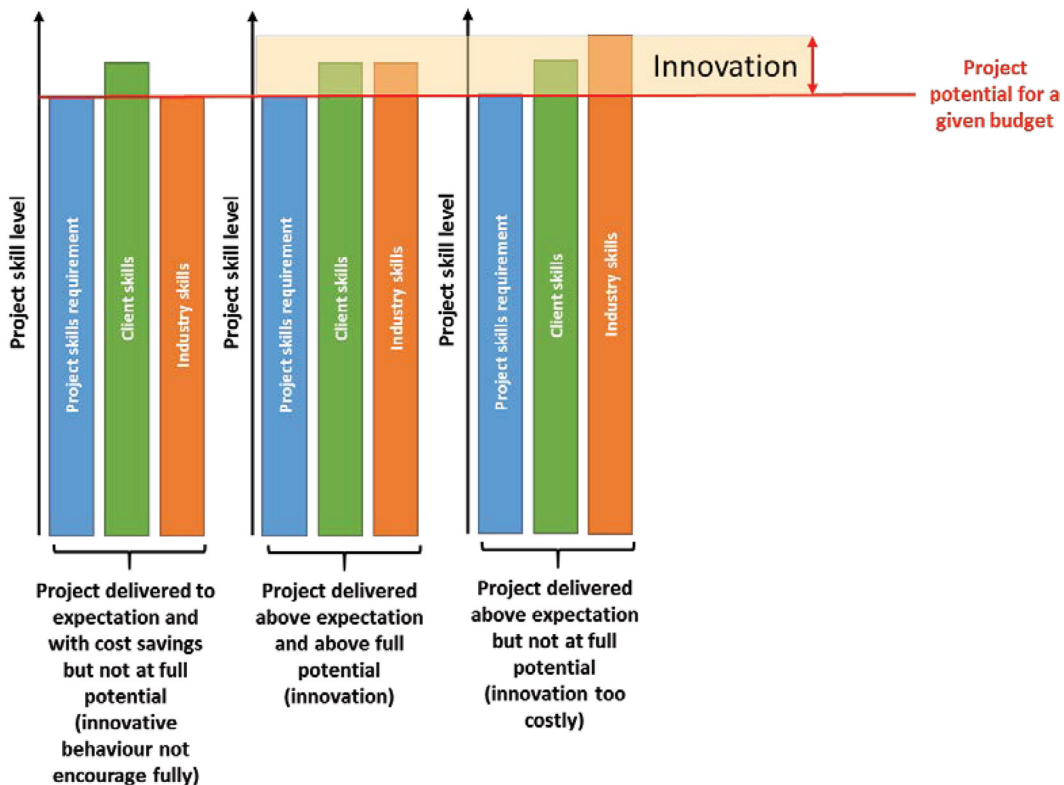 Innovation
Project
potential for a
given budget
Project skill level
Project skills requirement
Client skills
Industry skills
Project skill level
Project skills requirement
Client skills
Industry skills
Project skill level
Project skills requirement
Client skills
Industry skills
Project delivered to
expectation and
with cost savings
but not at full
potential
(innovative
behaviour not
encourage fully)
Project delivered
above expectation
and above full
potential
(innovation)
Project delivered
above expectation
but not at full
potential
(innovation too
costly)